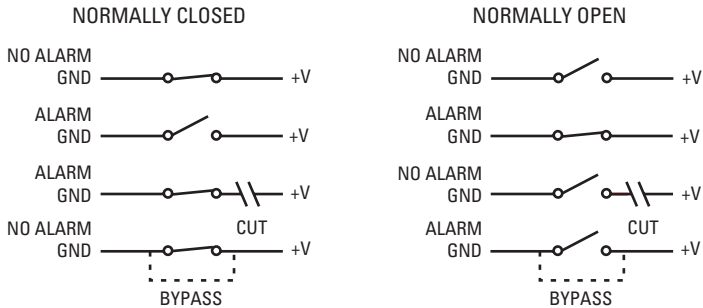 NORMALLY CLOSED
NO ALARM
GND +V
ALARM
GND +V
ALARM
GND +V
CUT
NO ALARM
GND +V
BYPASS
NORMALLY OPEN
NO ALARM
GND +V
ALARM
GND +V
NO ALARM
GND +V
CUT
ALARM
GND +V
BYPASS